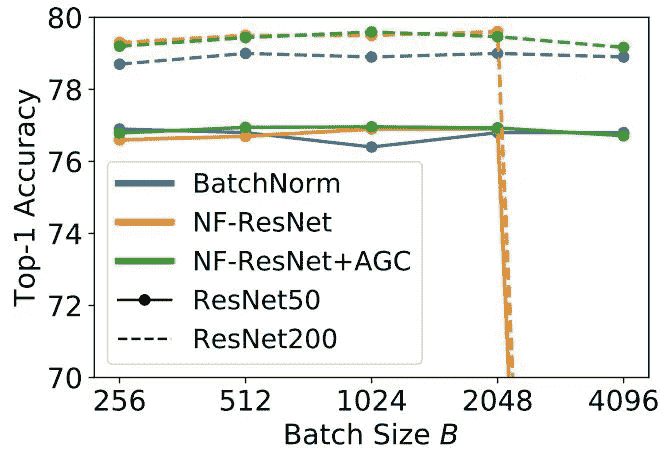 80
78
76
74
72
70
Top-1 Accuracy
BatchNorm
NF-ResNet
NF-ResNet+AGC
ResNet50
ResNet200
256 512 1024 2048 4096
Batch Size B